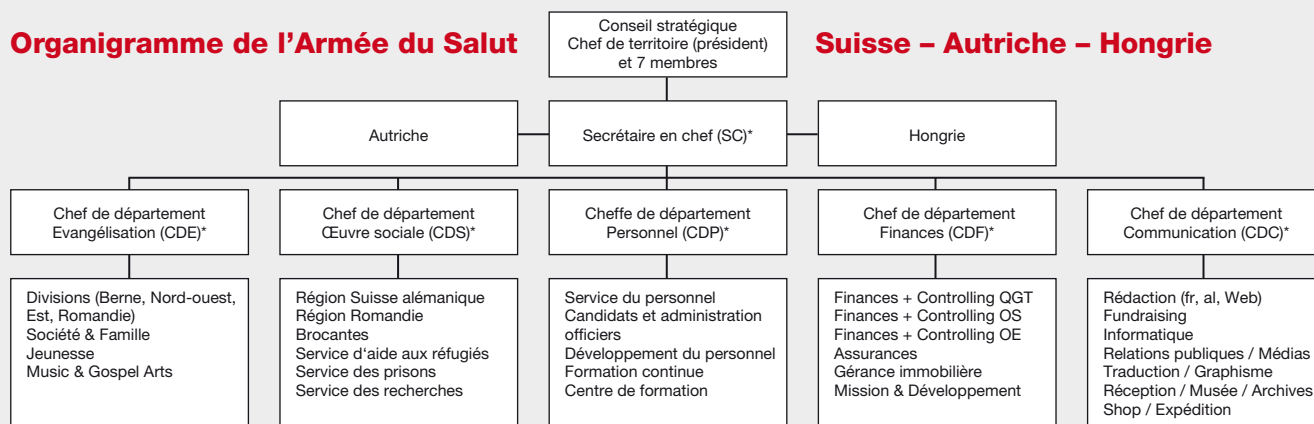 Organigramme de l'Armée du Salut
Suisse – Autriche – Hongrie
Conseil stratégique
Chef de territoire (président)
et 7 membres
Autriche
Secrétaire en chef (SC)*
Hongrie
Chef de département
Evangélisation (CDE)*
Chef de département
Œuvre sociale (CDS)*
Cheffe de département
Personnel (CDP)*
Chef de département
Finances (CDF)*
Chef de département
Communication (CDC)*
Divisions (Berne, Nord-ouest,
Est, Romandie)
Société & Famille
Jeunesse
Music & Gospel Arts
Région Suisse alémanique
Région Romandie
Brocantes
Service d‘aide aux réfugiés
Service des prisons
Service des recherches
Service du personnel
Candidats et administration
officiers
Développement du personnel
Formation continue
Centre de formation
Finances + Controlling QGT
Finances + Controlling OS
Finances + Controlling OE
Assurances
Gérance immobilière
Mission & Développement
Rédaction (fr, al, Web)
Fundraising
Informatique
Relations publiques / Médias
Traduction / Graphisme
Réception / Musée / Archives
Shop / Expédition